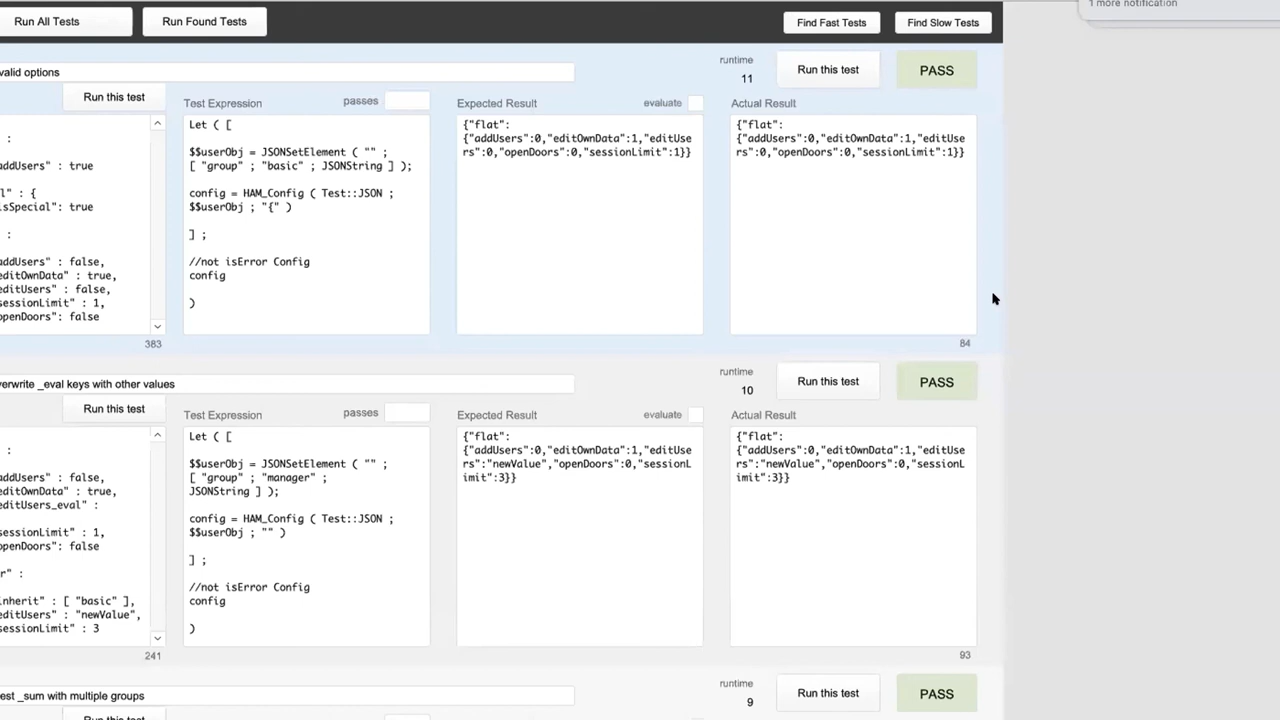 Run All Tests
Run Found Tests
Find Fast Tests
Find Slow Tests
1 more notification
valid options
runtime
11
Run this test
PASS
Run this test
Test Expression
passes
Expected Result
evaluate
Actual Result
:
addUsers" : true
l" : {
isSpecial": true
:
addUsers" : false,
editOwnData" : true,
editUsers" : false,
sessionLimit" : 1,
openDoors": false
383
Let ( [
$$userObj = JSONSetElement ( "" ;
[ "group" ; "basic" ; JSONString ] );
config = HAM_Config ( Test::JSON ;
$$userObj ; "{" )
] ;
//not isError Config
config
)
{"flat":
{"addUsers":0,"editOwnData":1,"editUse
rs":0,"openDoors":0,"sessionLimit":1}}
{"flat":
{"addUsers":0,"editOwnData":1,"editUse
rs":0,"openDoors":0,"sessionLimit":1}}
84
verwrite _eval keys with other values
runtime
10
Run this test
PASS
Run this test
Test Expression
passes
Expected Result
evaluate
Actual Result
:
addUsers" : false,
editOwnData" : true,
editUsers_eval" :
sessionLimit" : 1,
openDoors": false
r" :
inherit" : [ "basic" ],
editUsers" : "newValue",
sessionLimit" : 3
241
Let ( [
$$userObj = JSONSetElement ( "" ;
[ "group" ; "manager" ;
JSONString ] );
config = HAM_Config ( Test::JSON ;
$$userObj ; "" )
] ;
//not isError Config
config
)
{"flat":
{"addUsers":0,"editOwnData":1,"editUse
rs":"newValue","openDoors":0,"sessionL
imit":3}}
{"flat":
{"addUsers":0,"editOwnData":1,"editUse
rs":"newValue","openDoors":0,"sessionL
imit":3}}
93
est _sum with multiple groups
runtime
9
Run this test
PASS
Run this test